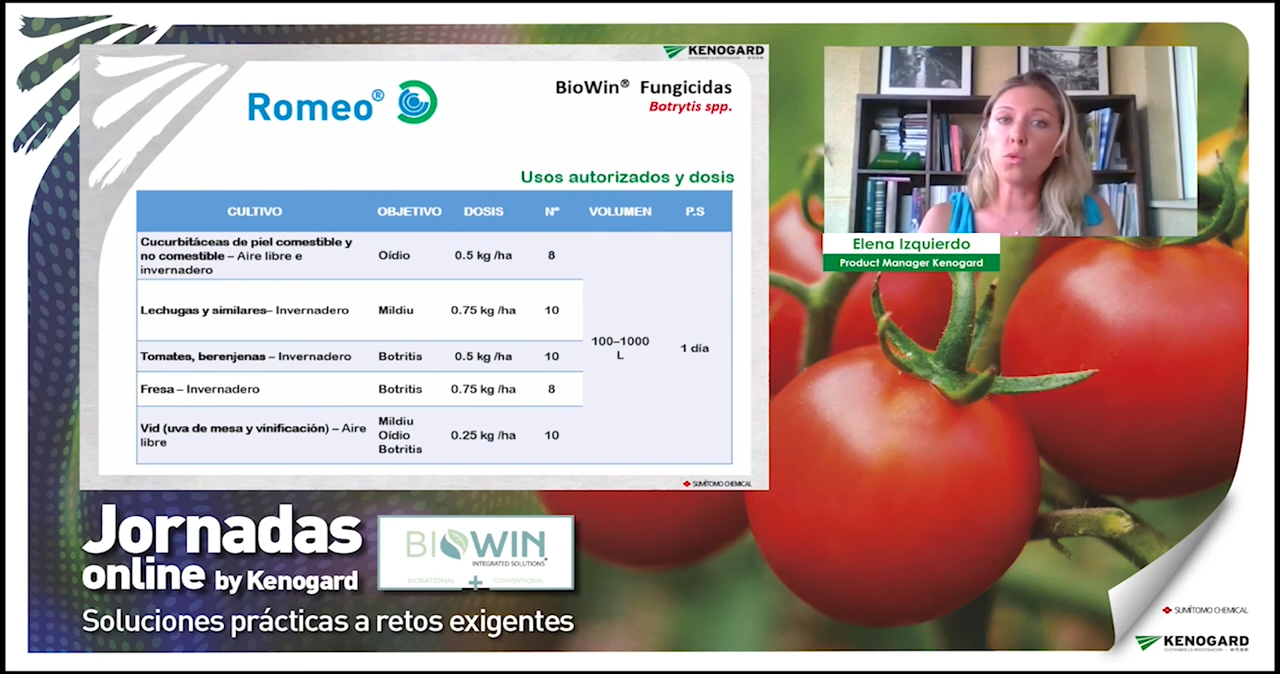 KENOGARD
Romeo®
BioWin® Fungicidas
Botrytis spp.
Usos autorizados y dosis
CULTIVO OBJETIVO DOSIS Nº VOLUMEN P.S
Cucurbitáceas de piel comestible y
no comestible – Aire libre e
invernadero
Oídio 0.5 kg /ha 8
Lechugas y similares– Invernadero Mildiu 0.75 kg /ha 10
Tomates, berenjenas – Invernadero Botritis 0.5 kg /ha 10
Fresa – Invernadero Botritis 0.75 kg /ha 8
Vid (uva de mesa y vinificación) – Aire
libre
Mildiu
Oídio
Botritis
0.25 kg /ha 10
100–1000
L
1 día
SUMITOMO CHEMICAL
Elena Izquierdo
Product Manager Kenogard
Jornadas
online by Kenogard
BIOWIN
INTEGRATED SOLUTIONS
BIORATIONAL + CONVENTIONAL
Soluciones prácticas a retos exigentes
SUMITOMO CHEMICAL
KENOGARD